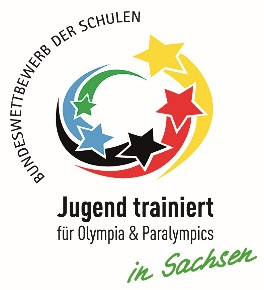 BUNDESWETTBEWERB DER SCHULEN
Jugend trainiert
für Olympia & Paralympics
in Sachsen